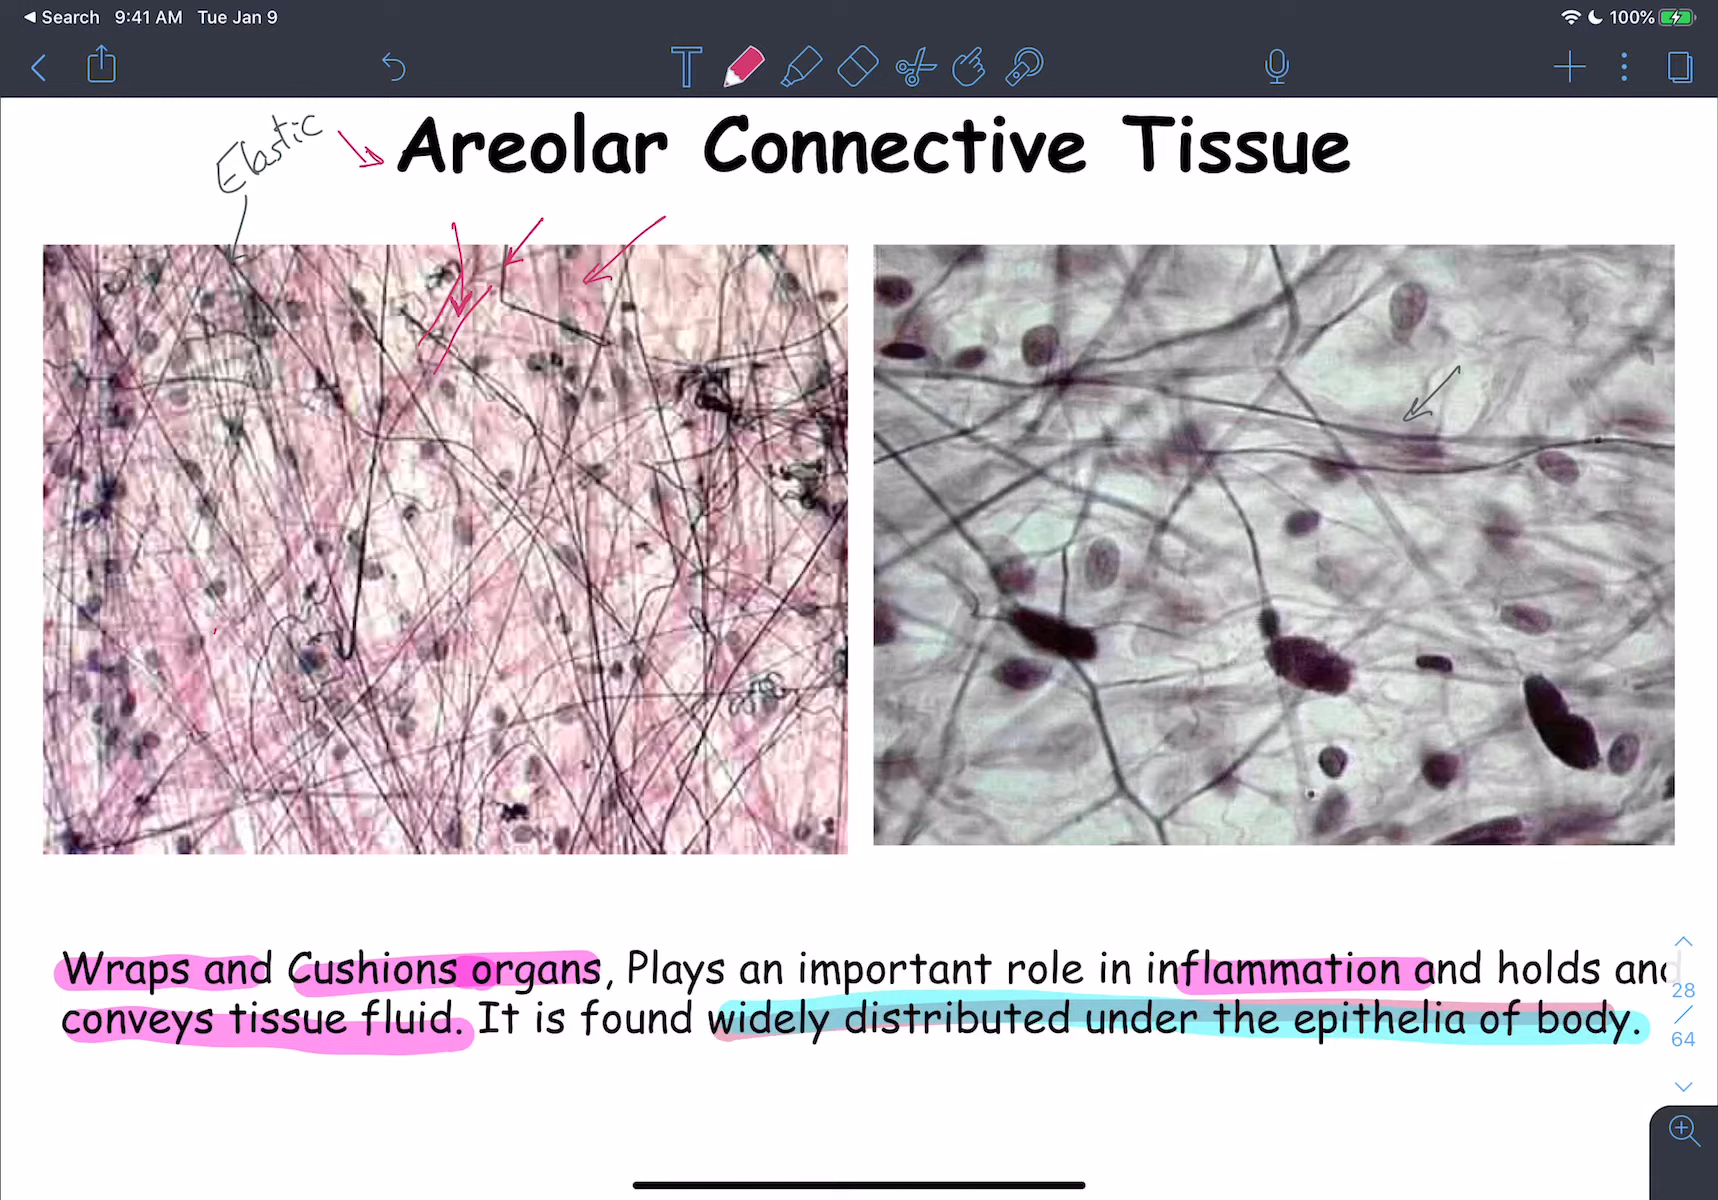 Search 9:41 AM Tue Jan 9 100%
Elastic
Areolar Connective Tissue
Wraps and Cushions organs, Plays an important role in inflammation and holds and
conveys tissue fluid. It is found widely distributed under the epithelia of body.
28
/
64